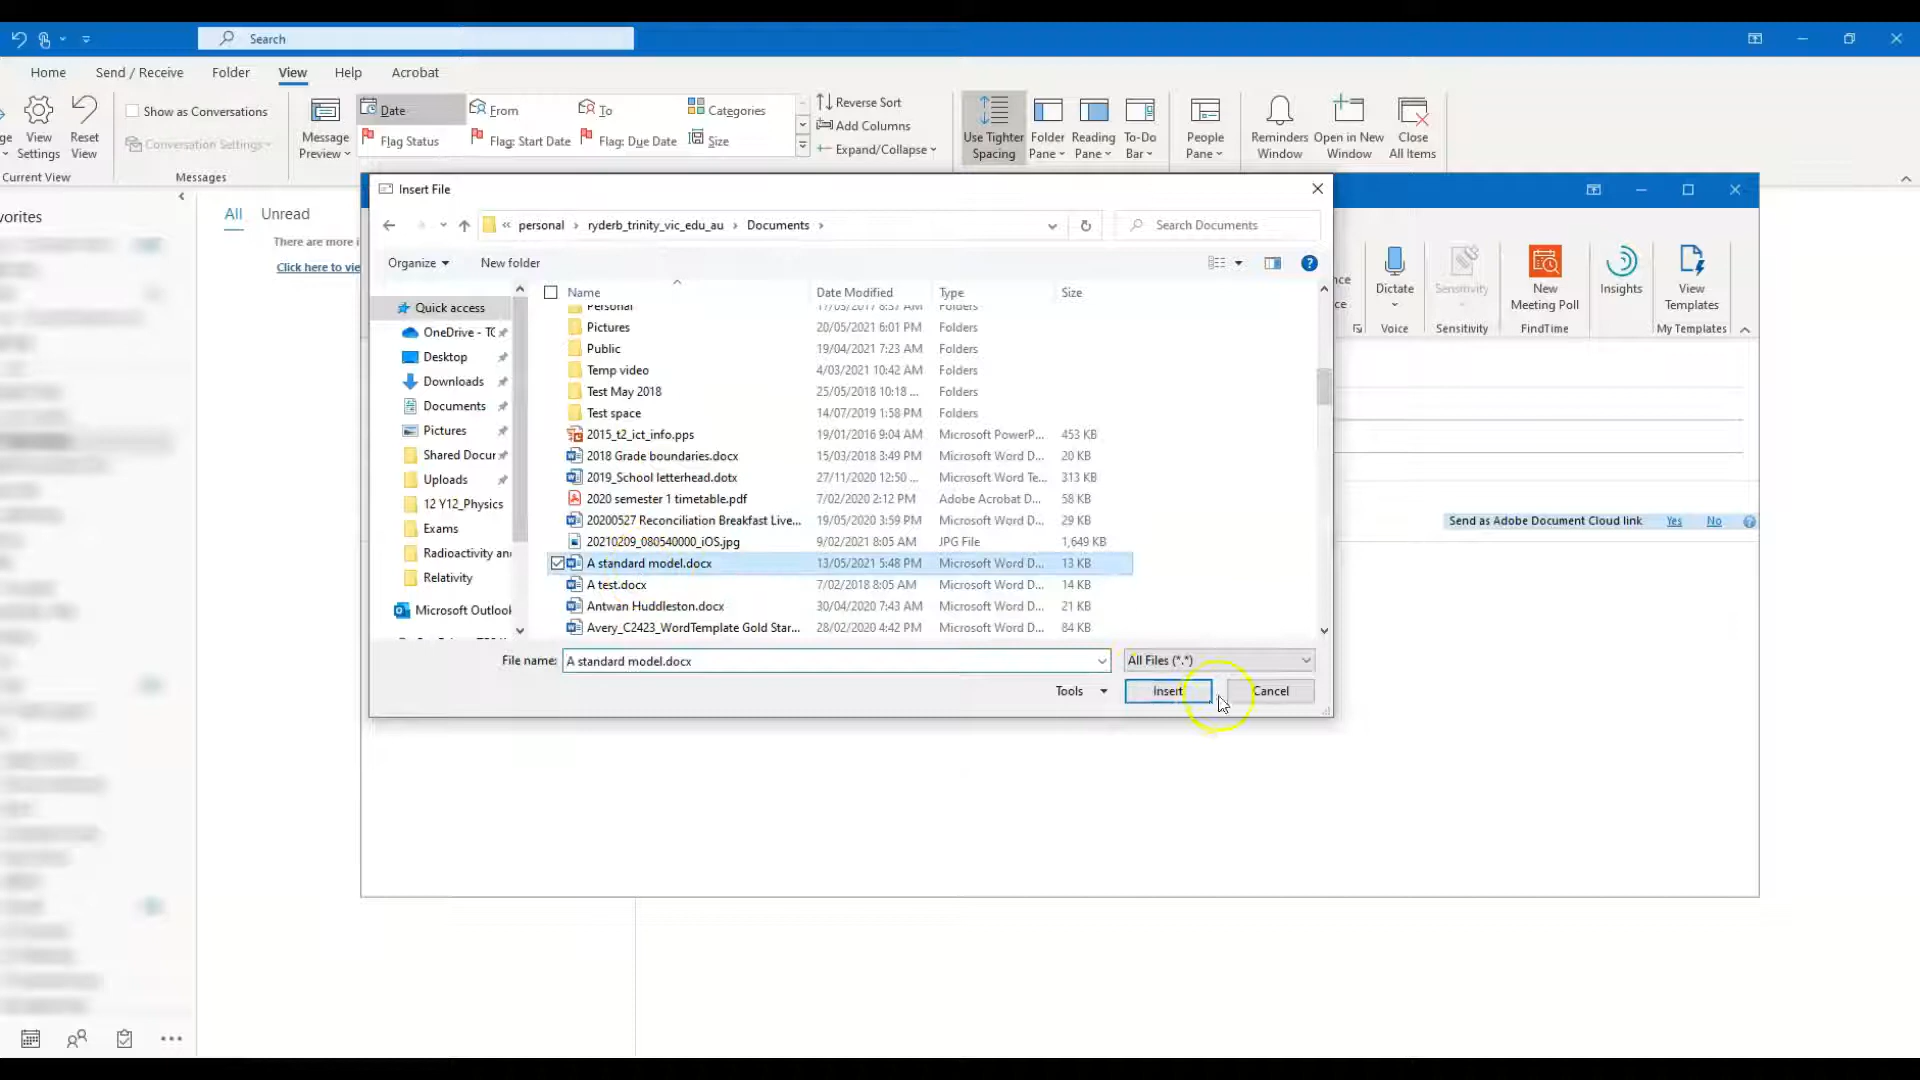 Search
Home Send / Receive Folder View Help Acrobat
View Settings
Reset View
Current View
Show as Conversations
Conversation Settings
Messages
Message Preview
Date
From
To
Categories
Flag Status
Flag: Start Date
Flag: Due Date
Size
Reverse Sort
Add Columns
Expand/Collapse
Use Tighter Spacing
Folder Pane
Reading Pane
To-Do Bar
People Pane
Reminders Window
Open in New Window
Close All Items
All Unread
Click here to vie
There are more i
vorites
Insert File
« personal › ryderb_trinity_vic_edu_au › Documents ›
Search Documents
Organize New folder
Quick access
OneDrive - TC
Desktop
Downloads
Documents
Pictures
Shared Docur
Uploads
12 Y12_Physics
Exams
Radioactivity an
Relativity
Microsoft Outlook
Name Date Modified Type Size
Personal Folders
Pictures 20/05/2021 6:01 PM Folders
Public 19/04/2021 7:23 AM Folders
Temp video 4/03/2021 10:42 AM Folders
Test May 2018 25/05/2018 10:18 ... Folders
Test space 14/07/2019 1:58 PM Folders
2015_t2_ict_info.pps 19/01/2016 9:04 AM Microsoft PowerP... 453 KB
2018 Grade boundaries.docx 15/03/2018 3:49 PM Microsoft Word D... 20 KB
2019_School letterhead.dotx 27/11/2020 12:50 ... Microsoft Word Te... 313 KB
2020 semester 1 timetable.pdf 7/02/2020 2:12 PM Adobe Acrobat D... 58 KB
20200527 Reconciliation Breakfast Live... 19/05/2020 3:59 PM Microsoft Word D... 29 KB
20210209_080540000_iOS.jpg 9/02/2021 8:05 AM JPG File 1,649 KB
A standard model.docx 13/05/2021 5:48 PM Microsoft Word D... 13 KB
A test.docx 7/02/2018 8:05 AM Microsoft Word D... 14 KB
Antwan Huddleston.docx 30/04/2020 7:43 AM Microsoft Word D... 21 KB
Avery_C2423_WordTemplate Gold Star... 28/02/2020 4:42 PM Microsoft Word D... 84 KB
File name: A standard model.docx All Files (*.*)
Tools Insert Cancel
Dictate
Voice
Sensitivity
Sensitivity
New Meeting Poll
FindTime
Insights
View Templates
My Templates
Send as Adobe Document Cloud link Yes No